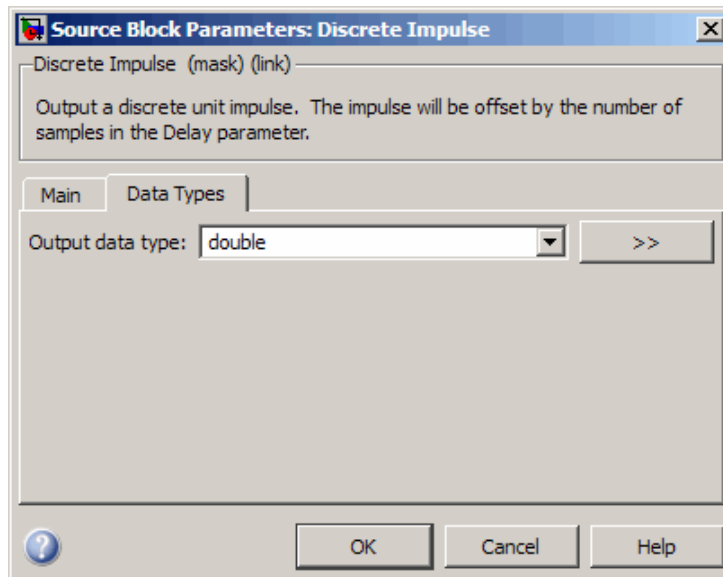 Source Block Parameters: Discrete Impulse
Discrete Impulse (mask) (link)
Output a discrete unit impulse. The impulse will be offset by the number of
samples in the Delay parameter.
Main Data Types
Output data type: double >>
OK Cancel Help